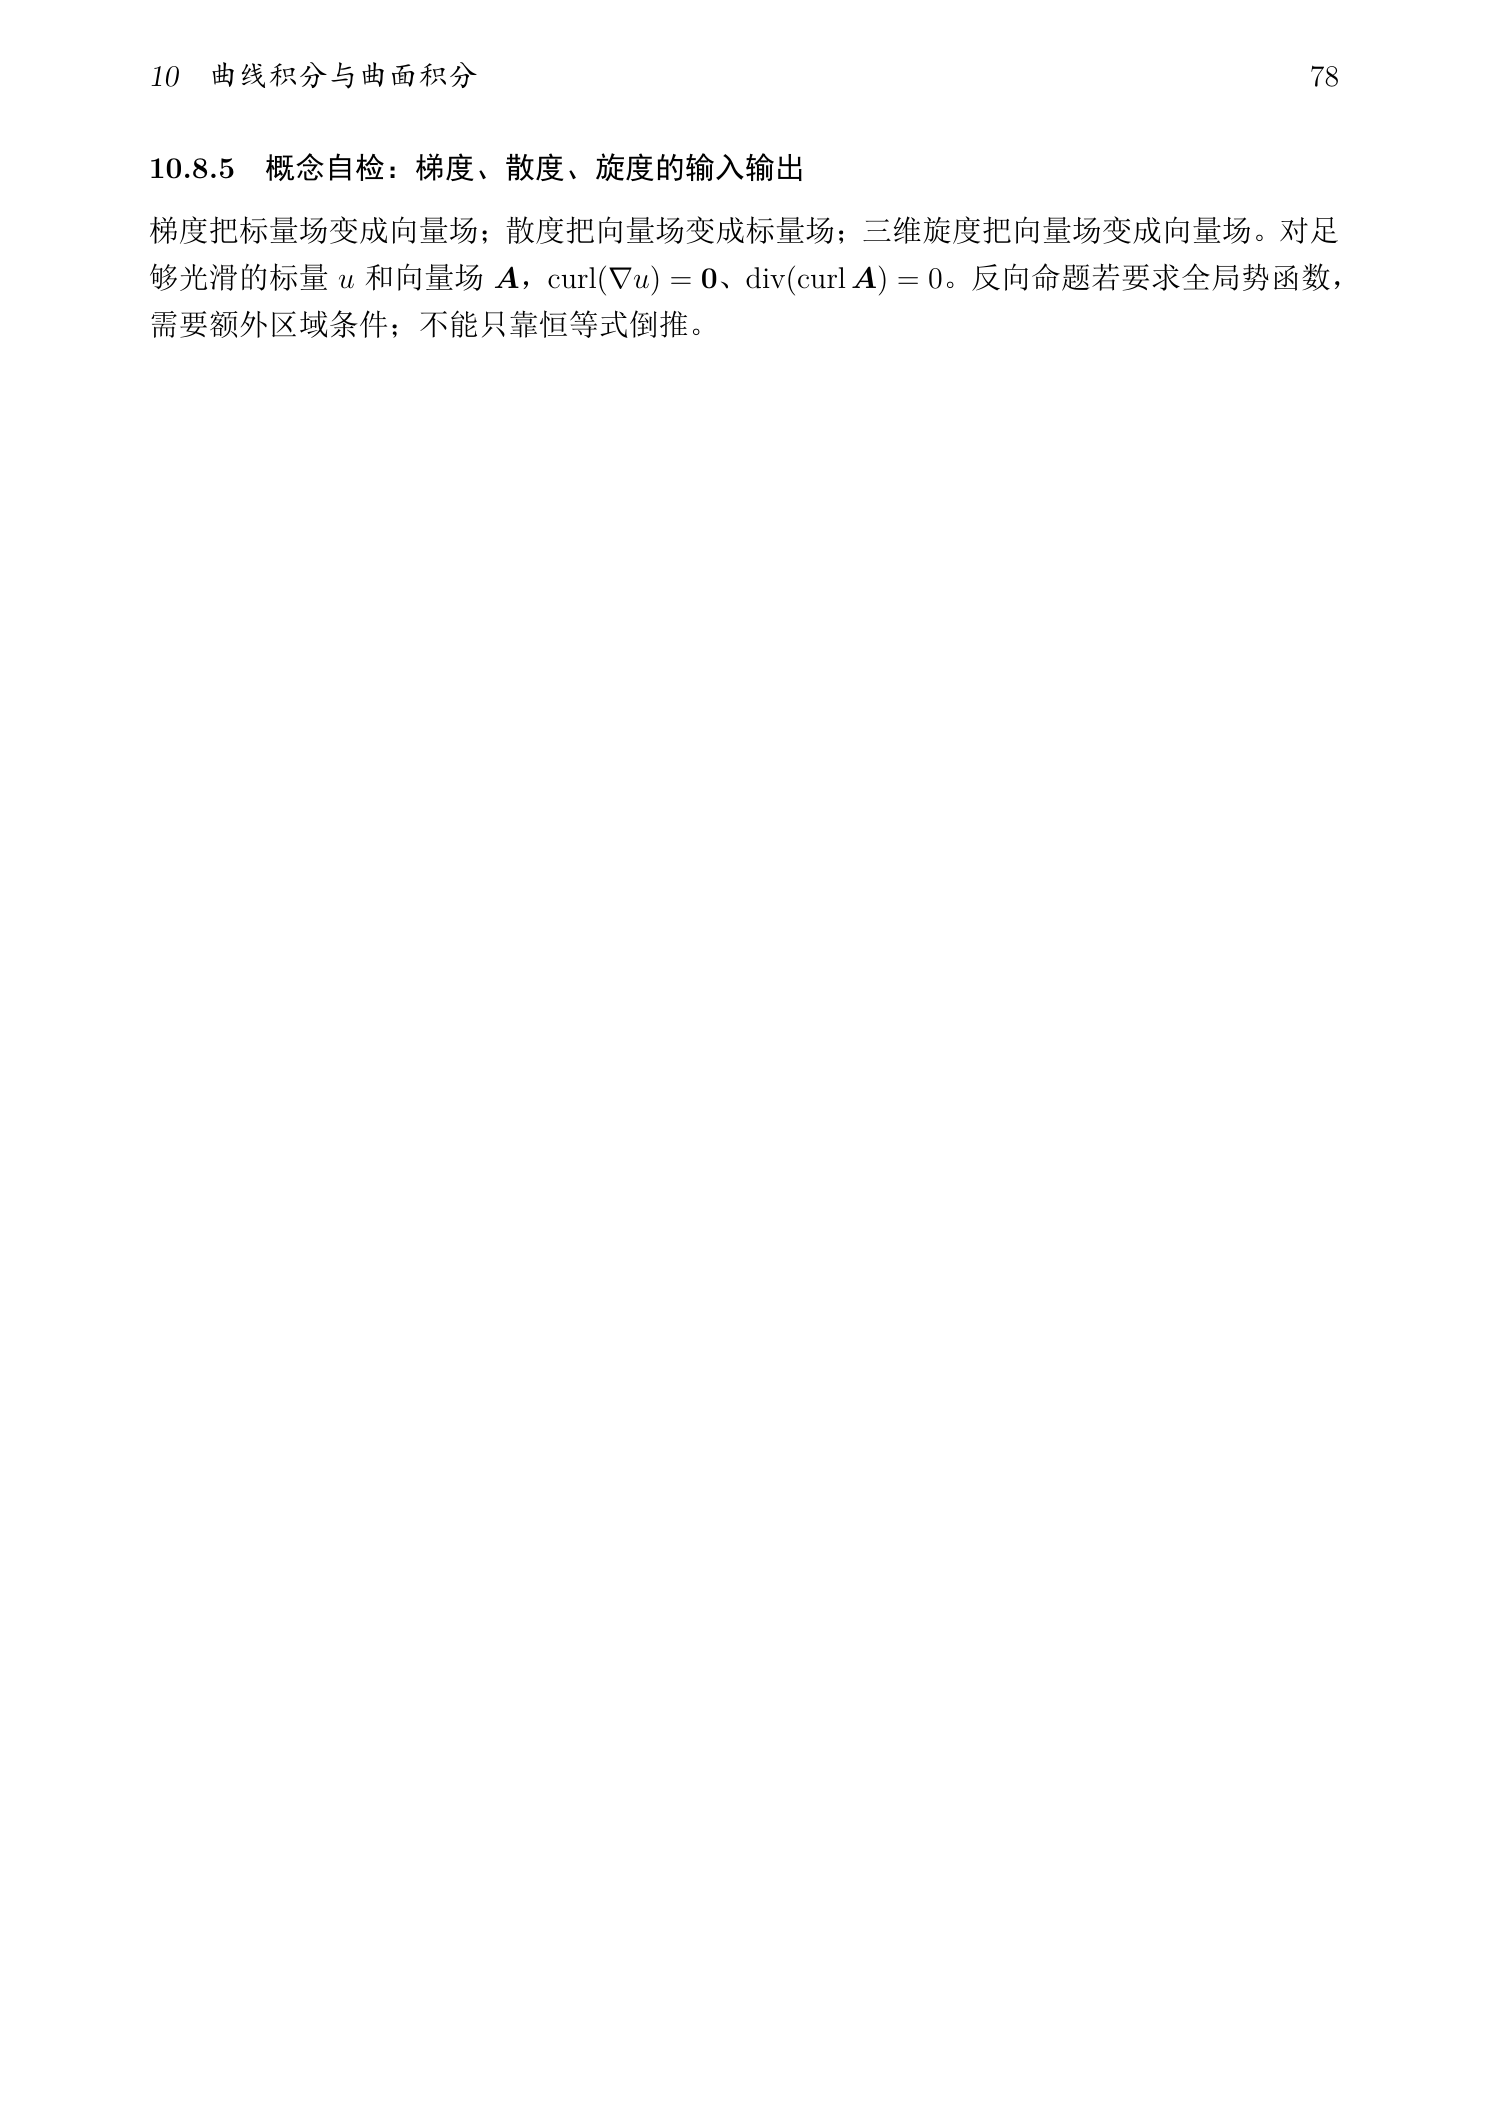 10 曲线积分与曲面积分 78
10.8.5 概念自检：梯度、散度、旋度的输入输出
梯度把标量场变成向量场；散度把向量场变成标量场；三维旋度把向量场变成向量场。对足
够光滑的标量 u 和向量场 A，curl(∇u) = 0、div(curl A) = 0。反向命题若要求全局势函数，
需要额外区域条件；不能只靠恒等式倒推。